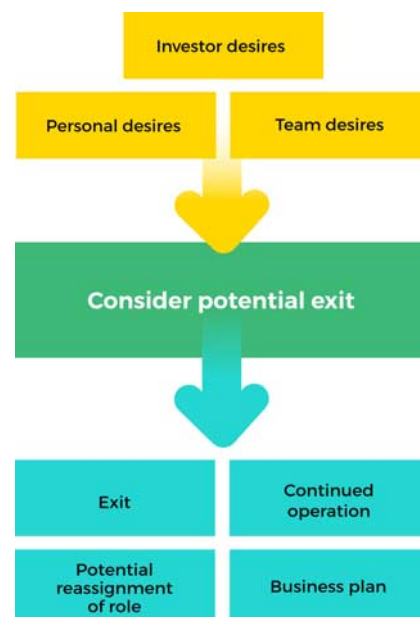 Investor desires
Personal desires
Team desires
Consider potential exit
Exit
Continued
operation
Potential
reassignment
of role
Business plan